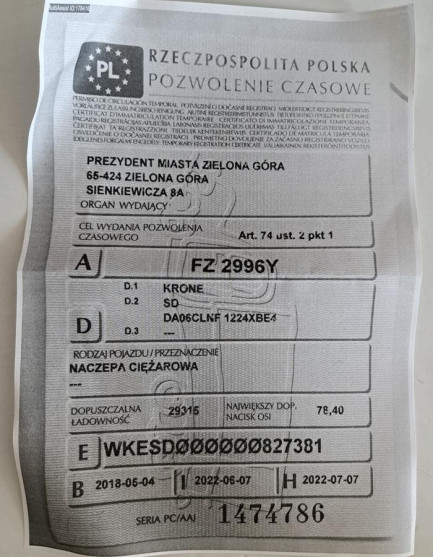 PL
RZECZPOSPOLITA POLSKA
POZWOLENIE CZASOWE
PREZYDENT MIASTA ZIELONA GÓRA
65-424 ZIELONA GÓRA
SIENKIEWICZA 8A
ORGAN WYDAJĄCY
CEL WYDANIA POZWOLENIA
CZASOWEGO
Art. 74 ust. 2 pkt 1
A FZ 2996Y
D.1 KRONE
D.2 SD
DA06CLNF 1224XBE4
D
D.3 ---
RODZAJ POJAZDU/PRZEZNACZENIE
NACZEPA CIĘŻAROWA
---
DOPUSZCZALNA
ŁADOWNOŚĆ
29315
NAJWIĘKSZY DOP.
NACISK OSI
78,40
E WKESDØØØØØØ827381
B 2018-05-04 I 2022-06-07 H 2022-07-07
SERIA PC/AAJ 1474786